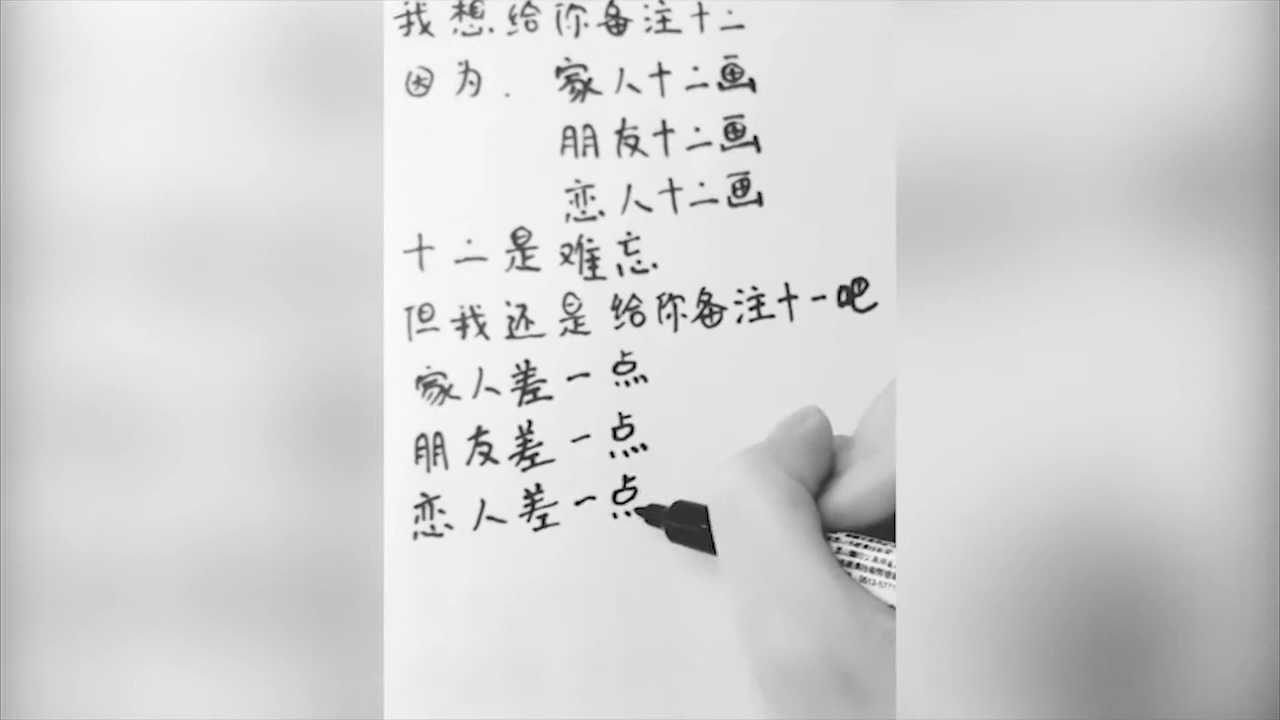 我想给你备注十二
因为. 家人十二画
朋友十二画
恋人十二画
十二是难忘
但我还是给你备注十一吧
家人差一点
朋友差一点
恋人差一点